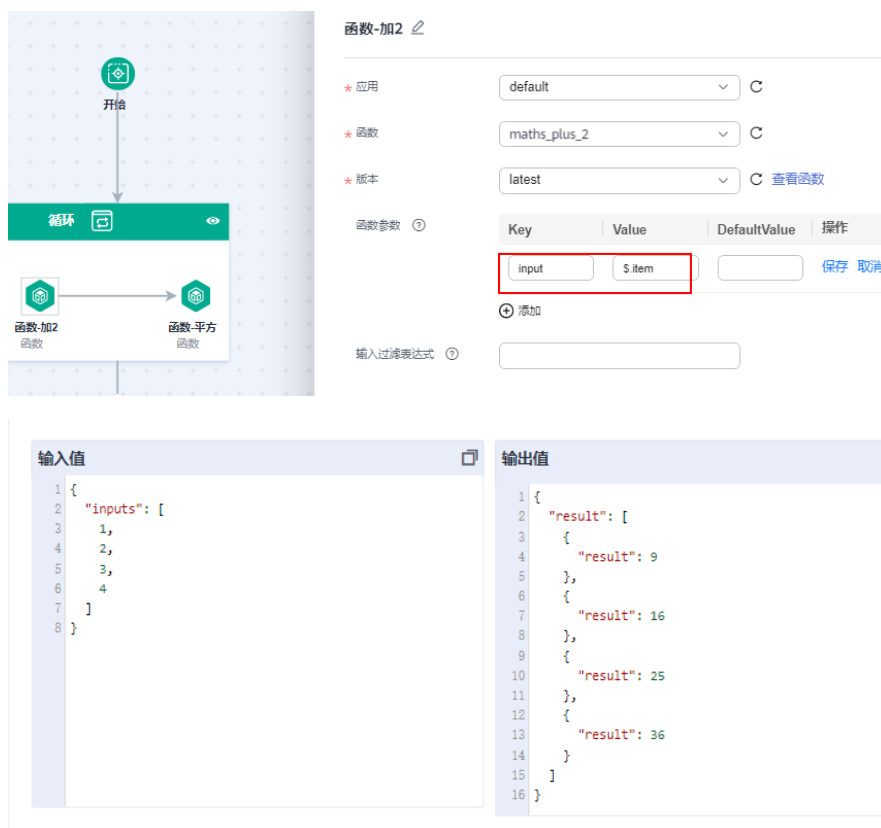 开始
循环
函数-加2
函数
函数-平方
函数
函数-加2
* 应用
default
* 函数
maths_plus_2
* 版本
latest
查看函数
函数参数
Key
Value
DefaultValue
操作
input
$.item
保存 取消
添加
输入过滤表达式
输入值
1 {
2 "inputs": [
3 1,
4 2,
5 3,
6 4
7 ]
8 }
输出值
1 {
2 "result": [
3 {
4 "result": 9
5 },
6 {
7 "result": 16
8 },
9 {
10 "result": 25
11 },
12 {
13 "result": 36
14 }
15 ]
16 }